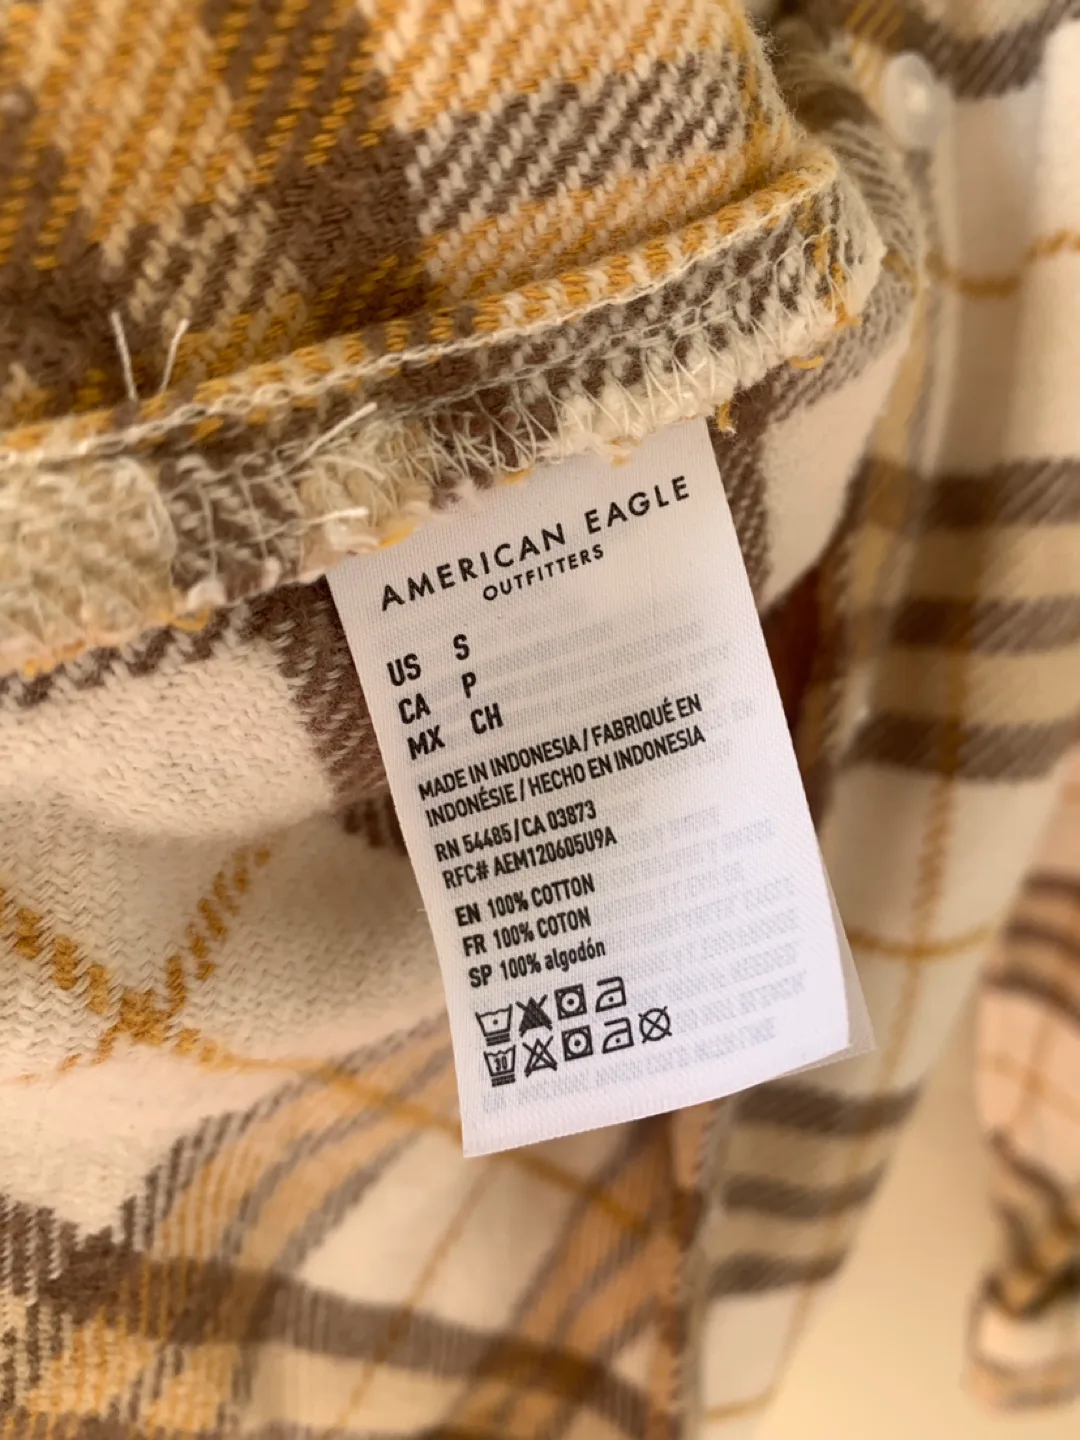 AMERICAN EAGLE
OUTFITTERS
US S
CA P
MX CH
MADE IN INDONESIA / FABRIQUÉ EN
INDONÉSIE / HECHO EN INDONESIA
RN 54485 / CA 03873
RFC# AEM120605U9A
EN 100% COTTON
FR 100% COTON
SP 100% algodón
30